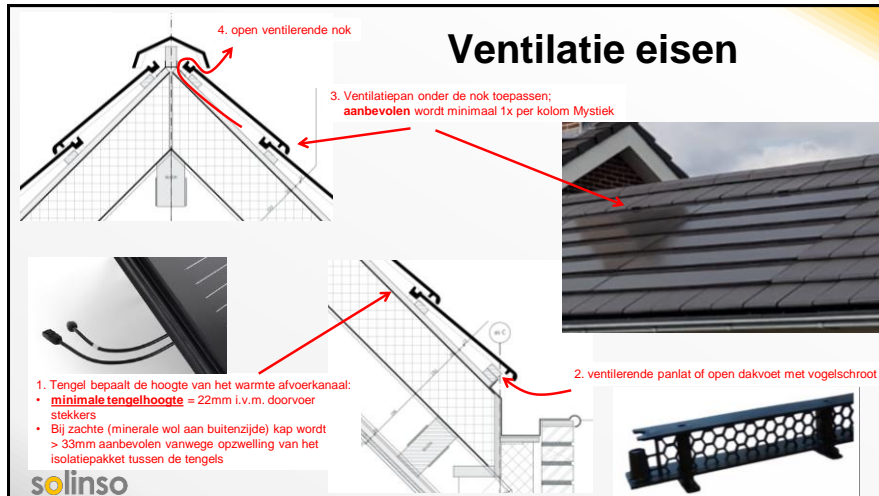 Ventilatie eisen
4. open ventilerende nok
3. Ventilatiepan onder de nok toepassen;
aanbevolen wordt minimaal 1x per kolom Mystiek
1. Tengel bepaalt de hoogte van het warmte afvoerkanaal:
• minimale tengelhoogte = 22mm i.v.m. doorvoer
stekkers
• Bij zachte (minerale wol aan buitenzijde) kap wordt
> 33mm aanbevolen vanwege opzwelling van het
isolatiepakket tussen de tengels
2. ventilerende panlat of open dakvoet met vogelschroot
solinso